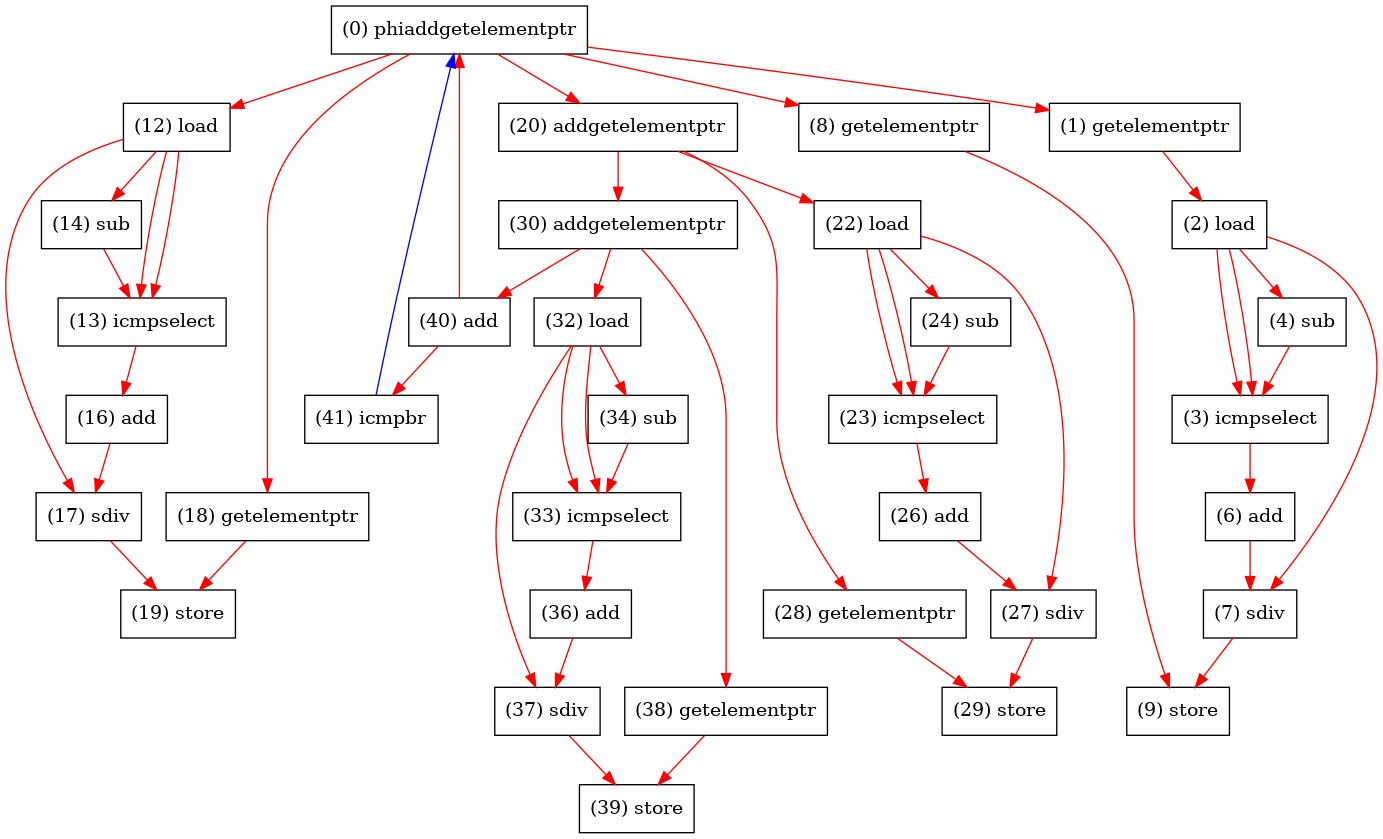 (0) phiaddgetelementptr
(12) load
(20) addgetelementptr
(8) getelementptr
(1) getelementptr
(14) sub
(30) addgetelementptr
(22) load
(2) load
(13) icmpselect
(40) add
(32) load
(24) sub
(4) sub
(16) add
(41) icmpbr
(34) sub
(23) icmpselect
(3) icmpselect
(17) sdiv
(18) getelementptr
(33) icmpselect
(26) add
(6) add
(19) store
(36) add
(28) getelementptr
(27) sdiv
(7) sdiv
(37) sdiv
(38) getelementptr
(29) store
(9) store
(39) store